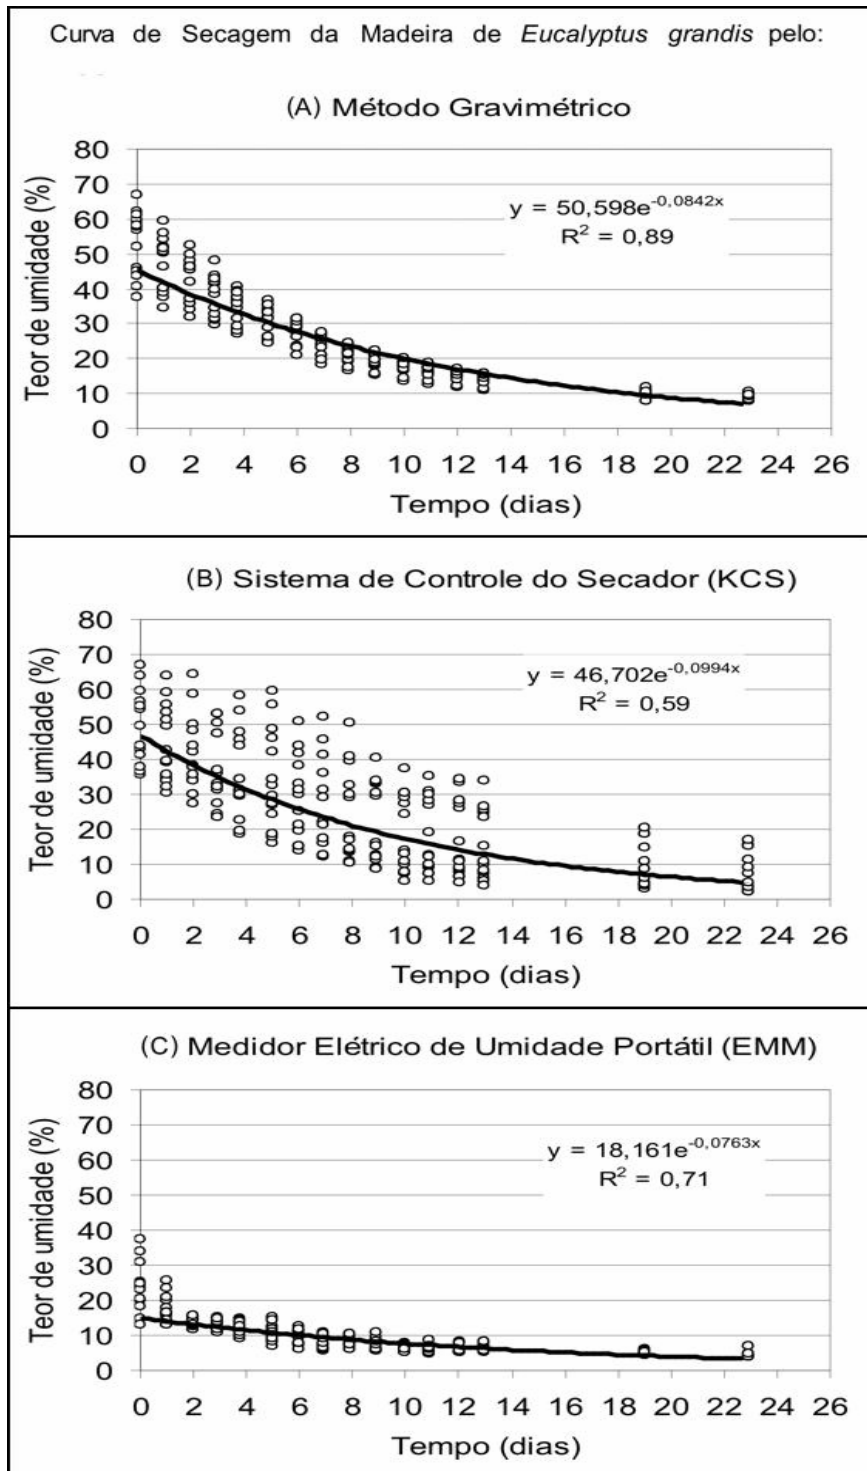 Curva de Secagem da Madeira de Eucalyptus grandis pelo:
(A) Método Gravimétrico
Teor de umidade (%)
80
70
60
50
40
30
20
10
0
y = 50,598e^-0,0842x
R² = 0,89
0 2 4 6 8 10 12 14 16 18 20 22 24 26
Tempo (dias)
(B) Sistema de Controle do Secador (KCS)
Teor de umidade (%)
80
70
60
50
40
30
20
10
0
y = 46,702e^-0,0994x
R² = 0,59
0 2 4 6 8 10 12 14 16 18 20 22 24 26
Tempo (dias)
(C) Medidor Elétrico de Umidade Portátil (EMM)
Teor de umidade (%)
80
70
60
50
40
30
20
10
0
y = 18,161e^-0,0763x
R² = 0,71
0 2 4 6 8 10 12 14 16 18 20 22 24 26
Tempo (dias)